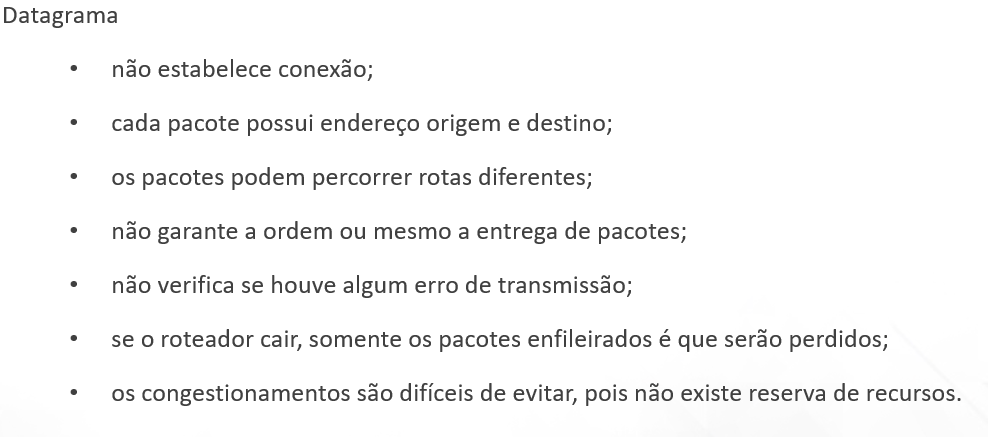 Datagrama
• não estabelece conexão;
• cada pacote possui endereço origem e destino;
• os pacotes podem percorrer rotas diferentes;
• não garante a ordem ou mesmo a entrega de pacotes;
• não verifica se houve algum erro de transmissão;
• se o roteador cair, somente os pacotes enfileirados é que serão perdidos;
• os congestionamentos são difíceis de evitar, pois não existe reserva de recursos.